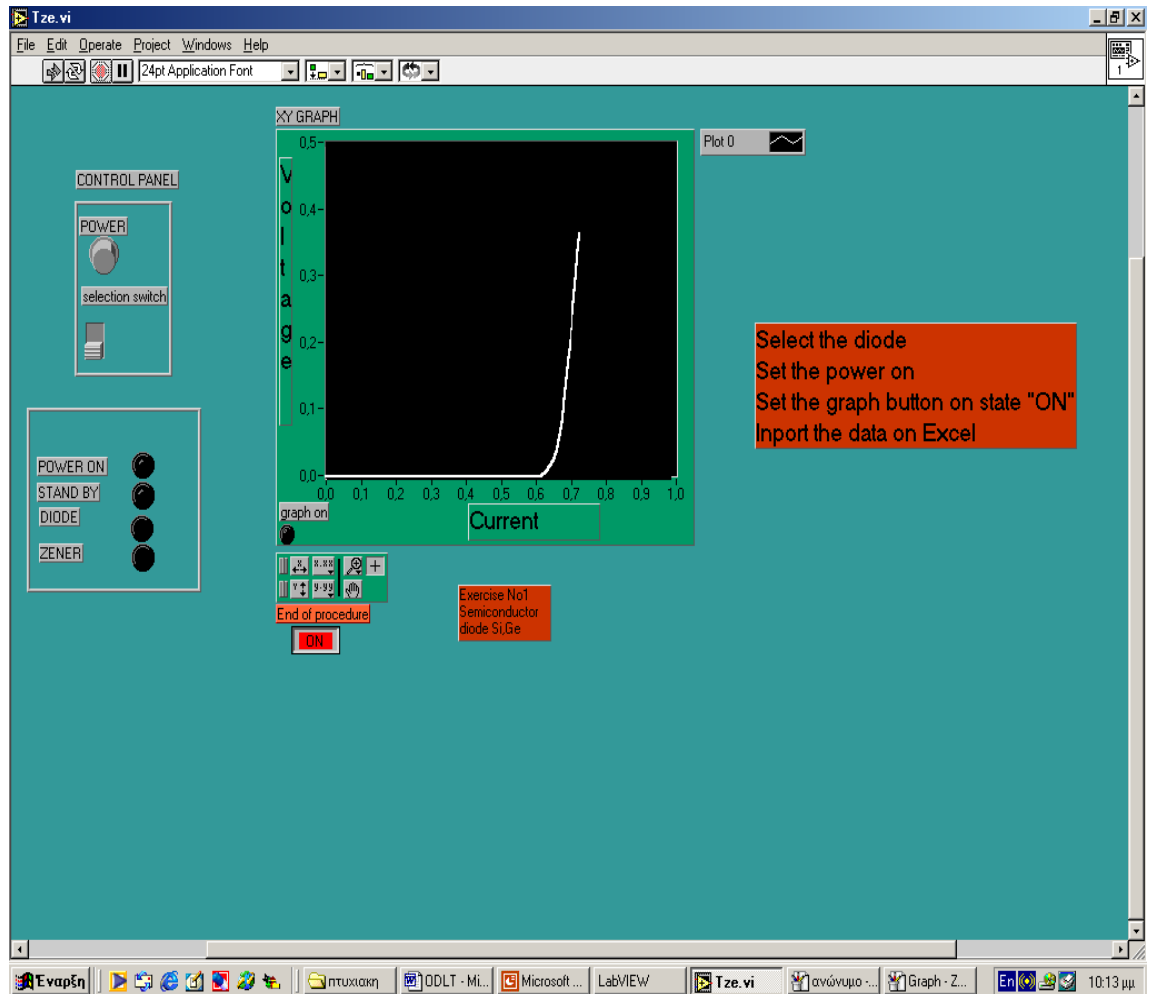 Tze.vi
File Edit Operate Project Windows Help
24pt Application Font
1
XY GRAPH
Plot 0
CONTROL PANEL
POWER
selection switch
Voltage
0,5
0,4
0,3
0,2
0,1
0,0
0,0 0,1 0,2 0,3 0,4 0,5 0,6 0,7 0,8 0,9 1,0
Current
graph on
Select the diode
Set the power on
Set the graph button on state "ON"
Inport the data on Excel
POWER ON
STAND BY
DIODE
ZENER
X X.XX
Y Y.YY
End of procedure
ON
Exercise No1
Semiconductor
diode Si,Ge
Έναρξη πτυχιακη ODLT - Mi... Microsoft ... LabVIEW Tze.vi ανώνυμο -... Graph - Z... En 10:13 μμ